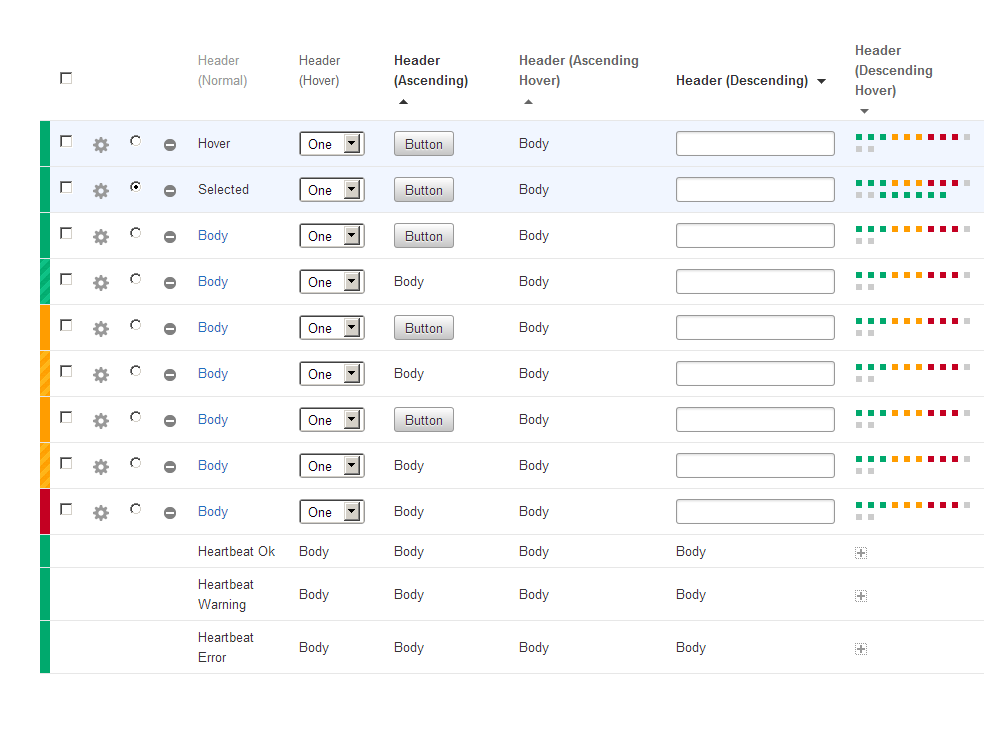 Header (Normal)
Header (Hover)
Header (Ascending)
Header (Ascending Hover)
Header (Descending)
Header (Descending Hover)
Hover One Button Body
Selected One Button Body
Body One Button Body
Body One Body Body
Body One Button Body
Body One Body Body
Body One Button Body
Body One Body Body
Body One Body Body
Heartbeat Ok Body Body Body Body
Heartbeat Warning Body Body Body Body
Heartbeat Error Body Body Body Body